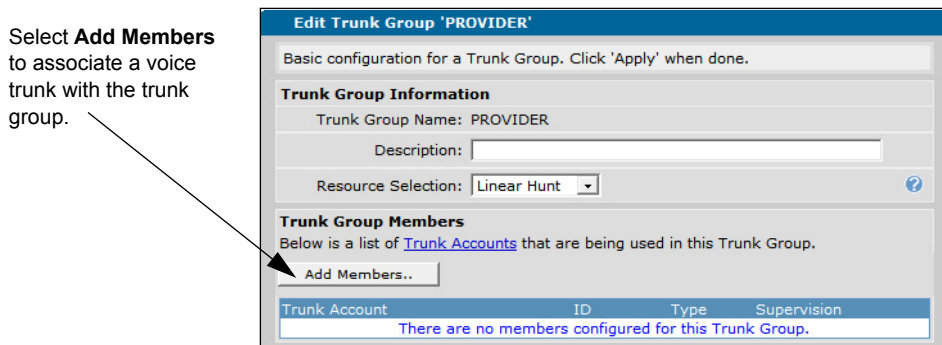 Select Add Members
to associate a voice
trunk with the trunk
group.
Edit Trunk Group 'PROVIDER'
Basic configuration for a Trunk Group. Click 'Apply' when done.
Trunk Group Information
Trunk Group Name: PROVIDER
Description:
Resource Selection: Linear Hunt
?
Trunk Group Members
Below is a list of Trunk Accounts that are being used in this Trunk Group.
Add Members..
Trunk Account ID Type Supervision
There are no members configured for this Trunk Group.